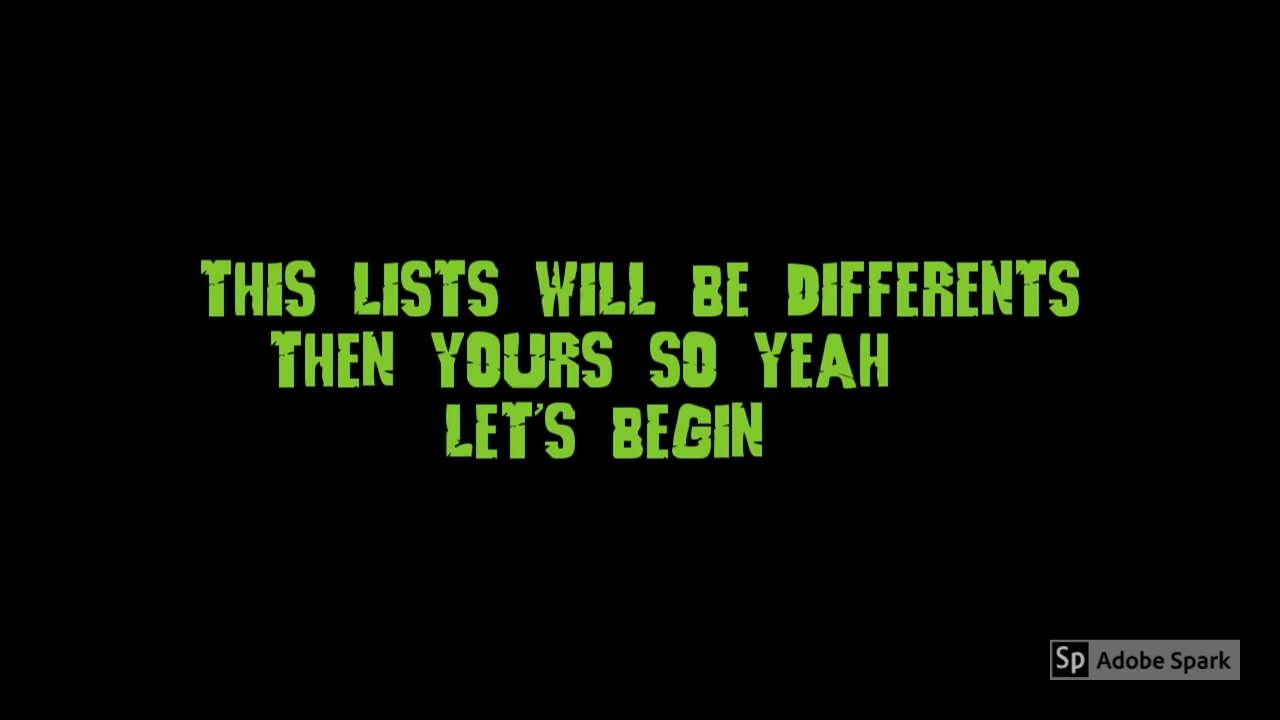 THIS LISTS WILL BE DIFFERENTS
THEN YOURS SO YEAH
LET'S BEGIN
Sp Adobe Spark